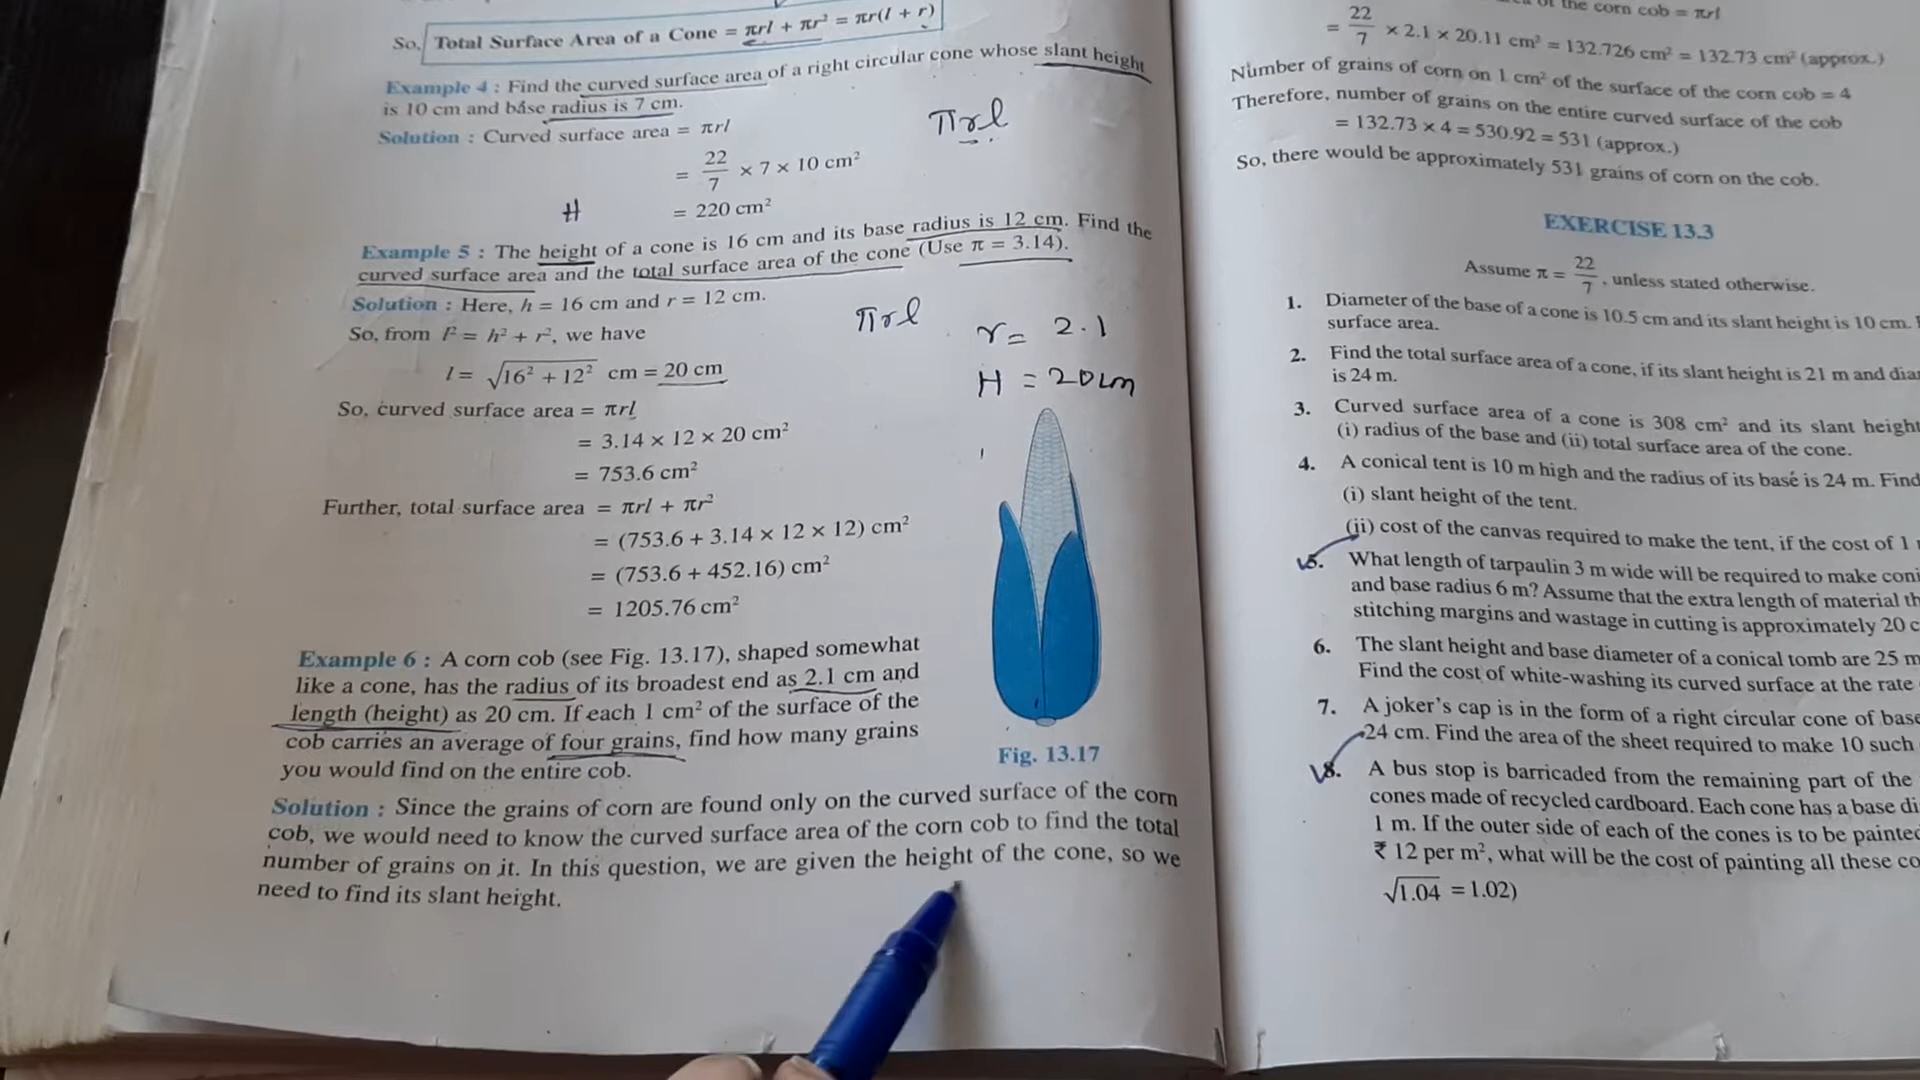 So, Total Surface Area of a Cone = πrl + πr² = πr(l + r)
Example 4 : Find the curved surface area of a right circular cone whose slant height
is 10 cm and base radius is 7 cm.
Solution : Curved surface area = πrl
= 22/7 × 7 × 10 cm²
= 220 cm²
πrl
H
Example 5 : The height of a cone is 16 cm and its base radius is 12 cm. Find the
curved surface area and the total surface area of the cone (Use π = 3.14).
Solution : Here, h = 16 cm and r = 12 cm.
So, from l² = h² + r², we have
l = √16² + 12² cm = 20 cm
So, curved surface area = πrl
= 3.14 × 12 × 20 cm²
= 753.6 cm²
Further, total surface area = πrl + πr²
= (753.6 + 3.14 × 12 × 12) cm²
= (753.6 + 452.16) cm²
= 1205.76 cm²
πrl
r = 2.1
H = 20cm
Example 6 : A corn cob (see Fig. 13.17), shaped somewhat
like a cone, has the radius of its broadest end as 2.1 cm and
length (height) as 20 cm. If each 1 cm² of the surface of the
cob carries an average of four grains, find how many grains
you would find on the entire cob.
Fig. 13.17
Solution : Since the grains of corn are found only on the curved surface of the corn
cob, we would need to know the curved surface area of the corn cob to find the total
number of grains on it. In this question, we are given the height of the cone, so we
need to find its slant height.
of the corn cob = πrl
= 22/7 × 2.1 × 20.11 cm² = 132.726 cm² = 132.73 cm² (approx.)
Number of grains of corn on 1 cm² of the surface of the corn cob = 4
Therefore, number of grains on the entire curved surface of the cob
= 132.73 × 4 = 530.92 = 531 (approx.)
So, there would be approximately 531 grains of corn on the cob.
EXERCISE 13.3
Assume π = 22/7, unless stated otherwise.
1. Diameter of the base of a cone is 10.5 cm and its slant height is 10 cm.
surface area.
2. Find the total surface area of a cone, if its slant height is 21 m and
is 24 m.
3. Curved surface area of a cone is 308 cm² and its slant height
(i) radius of the base and (ii) total surface area of the cone.
4. A conical tent is 10 m high and the radius of its base is 24 m. Find
(i) slant height of the tent.
(ii) cost of the canvas required to make the tent, if the cost of 1
5. What length of tarpaulin 3 m wide will be required to make
and base radius 6 m? Assume that the extra length of material
stitching margins and wastage in cutting is approximately 20
6. The slant height and base diameter of a conical tomb are 25 m
Find the cost of white-washing its curved surface at the rate
7. A joker's cap is in the form of a right circular cone of base
24 cm. Find the area of the sheet required to make 10 such
8. A bus stop is barricaded from the remaining part of the
cones made of recycled cardboard. Each cone has a base
1 m. If the outer side of each of the cones is to be painted
₹ 12 per m², what will be the cost of painting all these
√1.04 = 1.02)